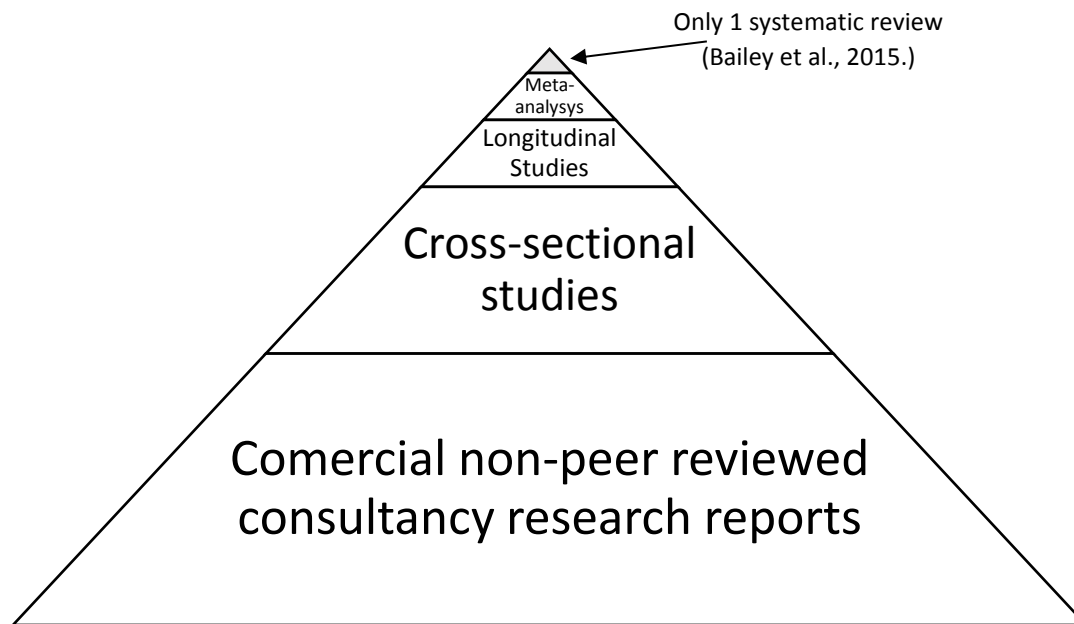 Only 1 systematic review
(Bailey et al., 2015.)
Meta-
analysys
Longitudinal
Studies
Cross-sectional
studies
Comercial non-peer reviewed
consultancy research reports